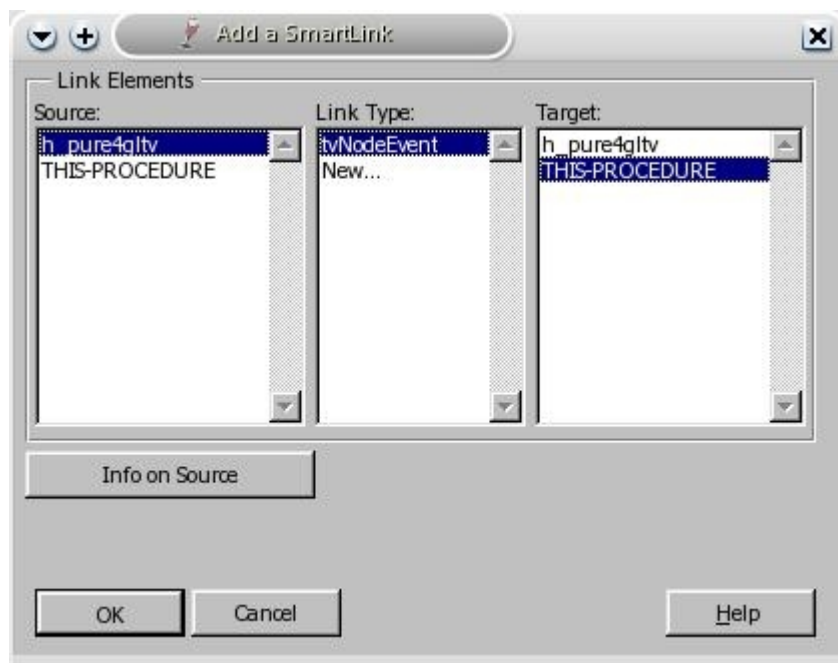 Add a SmartLink
Link Elements
Source: Link Type: Target:
h_pure4gltv tvNodeEvent h_pure4gltv
THIS-PROCEDURE New... THIS-PROCEDURE
Info on Source
OK Cancel Help